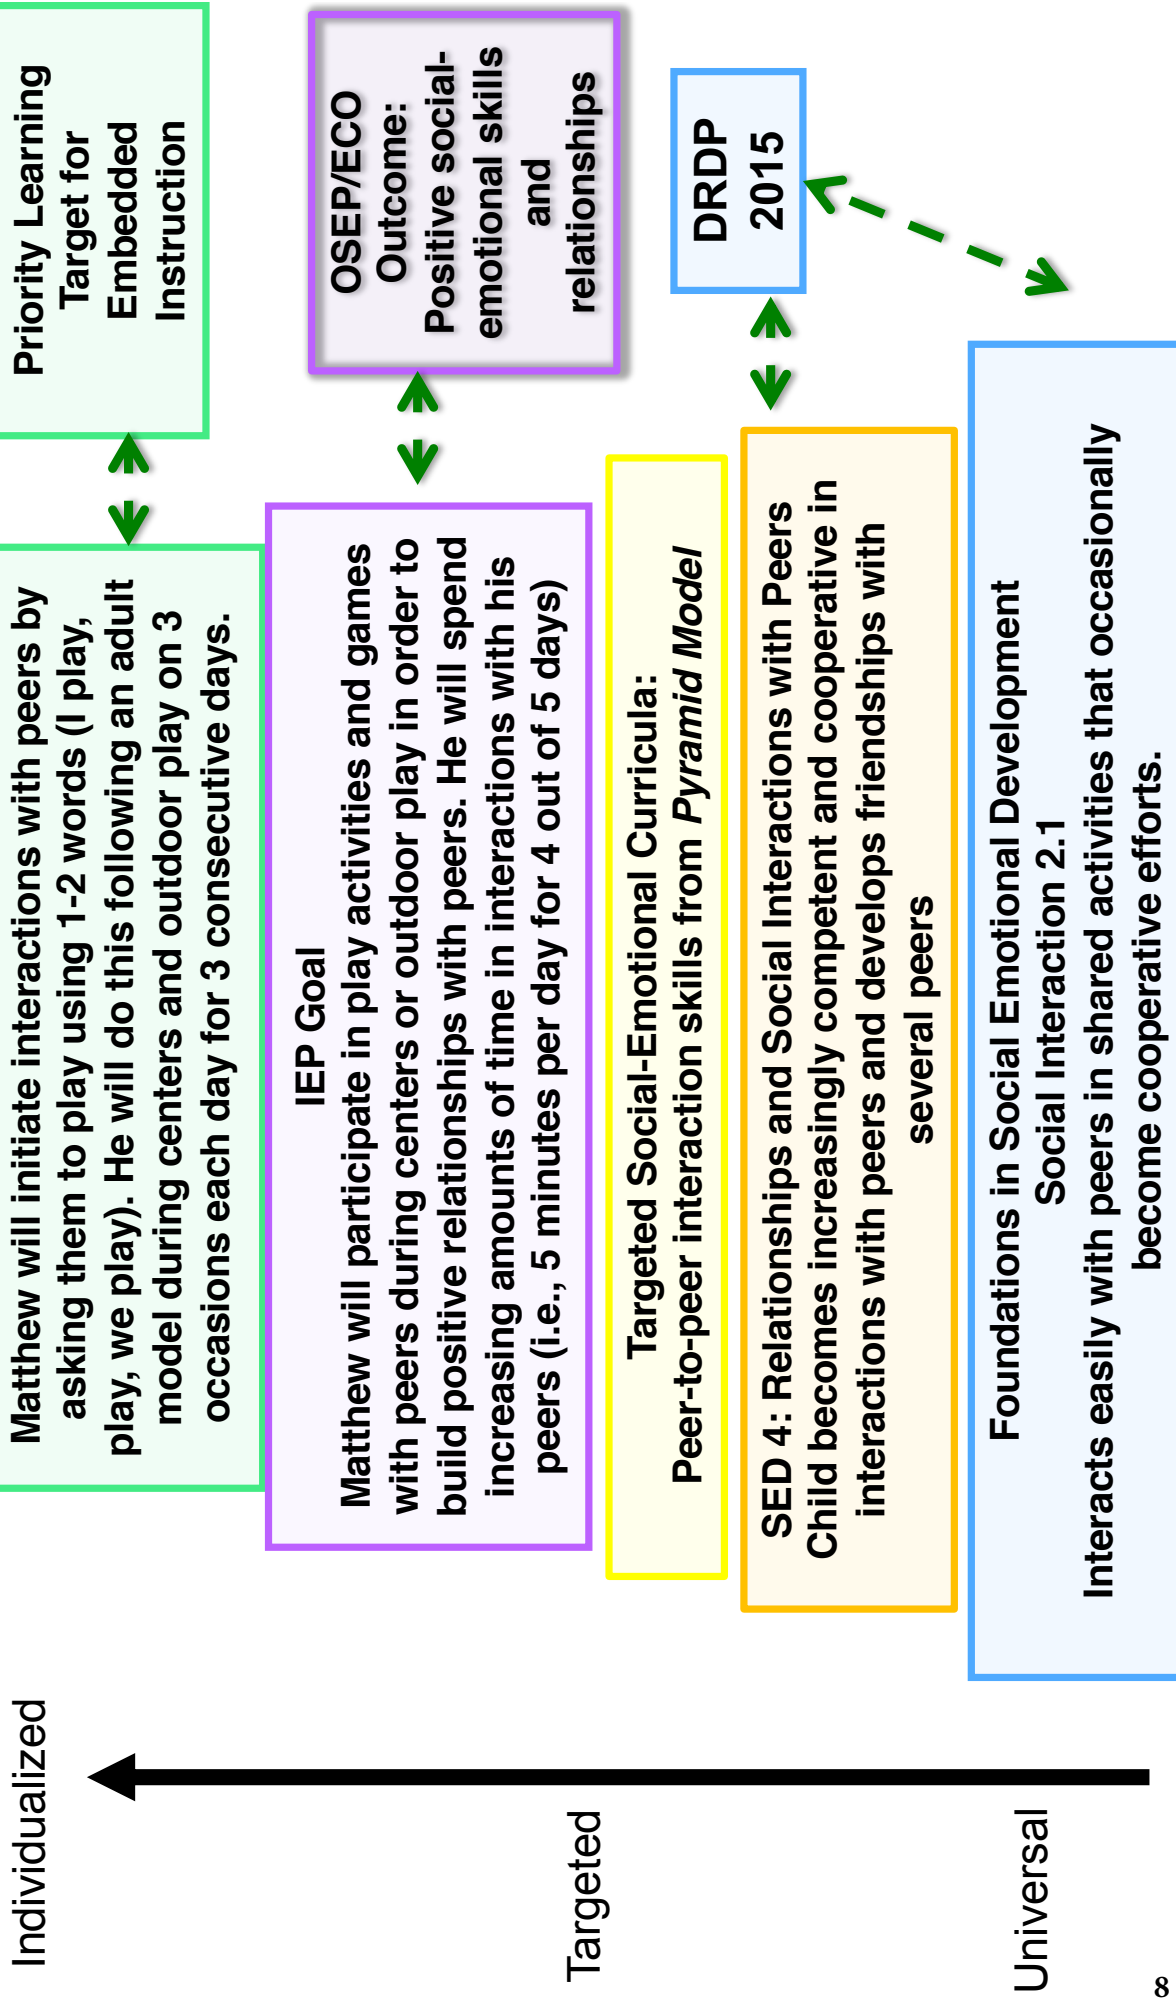 Individualized
Targeted
Universal
Matthew will initiate interactions with peers by
asking them to play using 1-2 words (I play,
play, we play). He will do this following an adult
model during centers and outdoor play on 3
occasions each day for 3 consecutive days.
Priority Learning
Target for
Embedded
Instruction
IEP Goal
Matthew will participate in play activities and games
with peers during centers or outdoor play in order to
build positive relationships with peers. He will spend
increasing amounts of time in interactions with his
peers (i.e., 5 minutes per day for 4 out of 5 days)
OSEP/ECO
Outcome:
Positive social-
emotional skills
and
relationships
Targeted Social-Emotional Curricula:
Peer-to-peer interaction skills from Pyramid Model
SED 4: Relationships and Social Interactions with Peers
Child becomes increasingly competent and cooperative in
interactions with peers and develops friendships with
several peers
DRDP
2015
Foundations in Social Emotional Development
Social Interaction 2.1
Interacts easily with peers in shared activities that occasionally
become cooperative efforts.
8